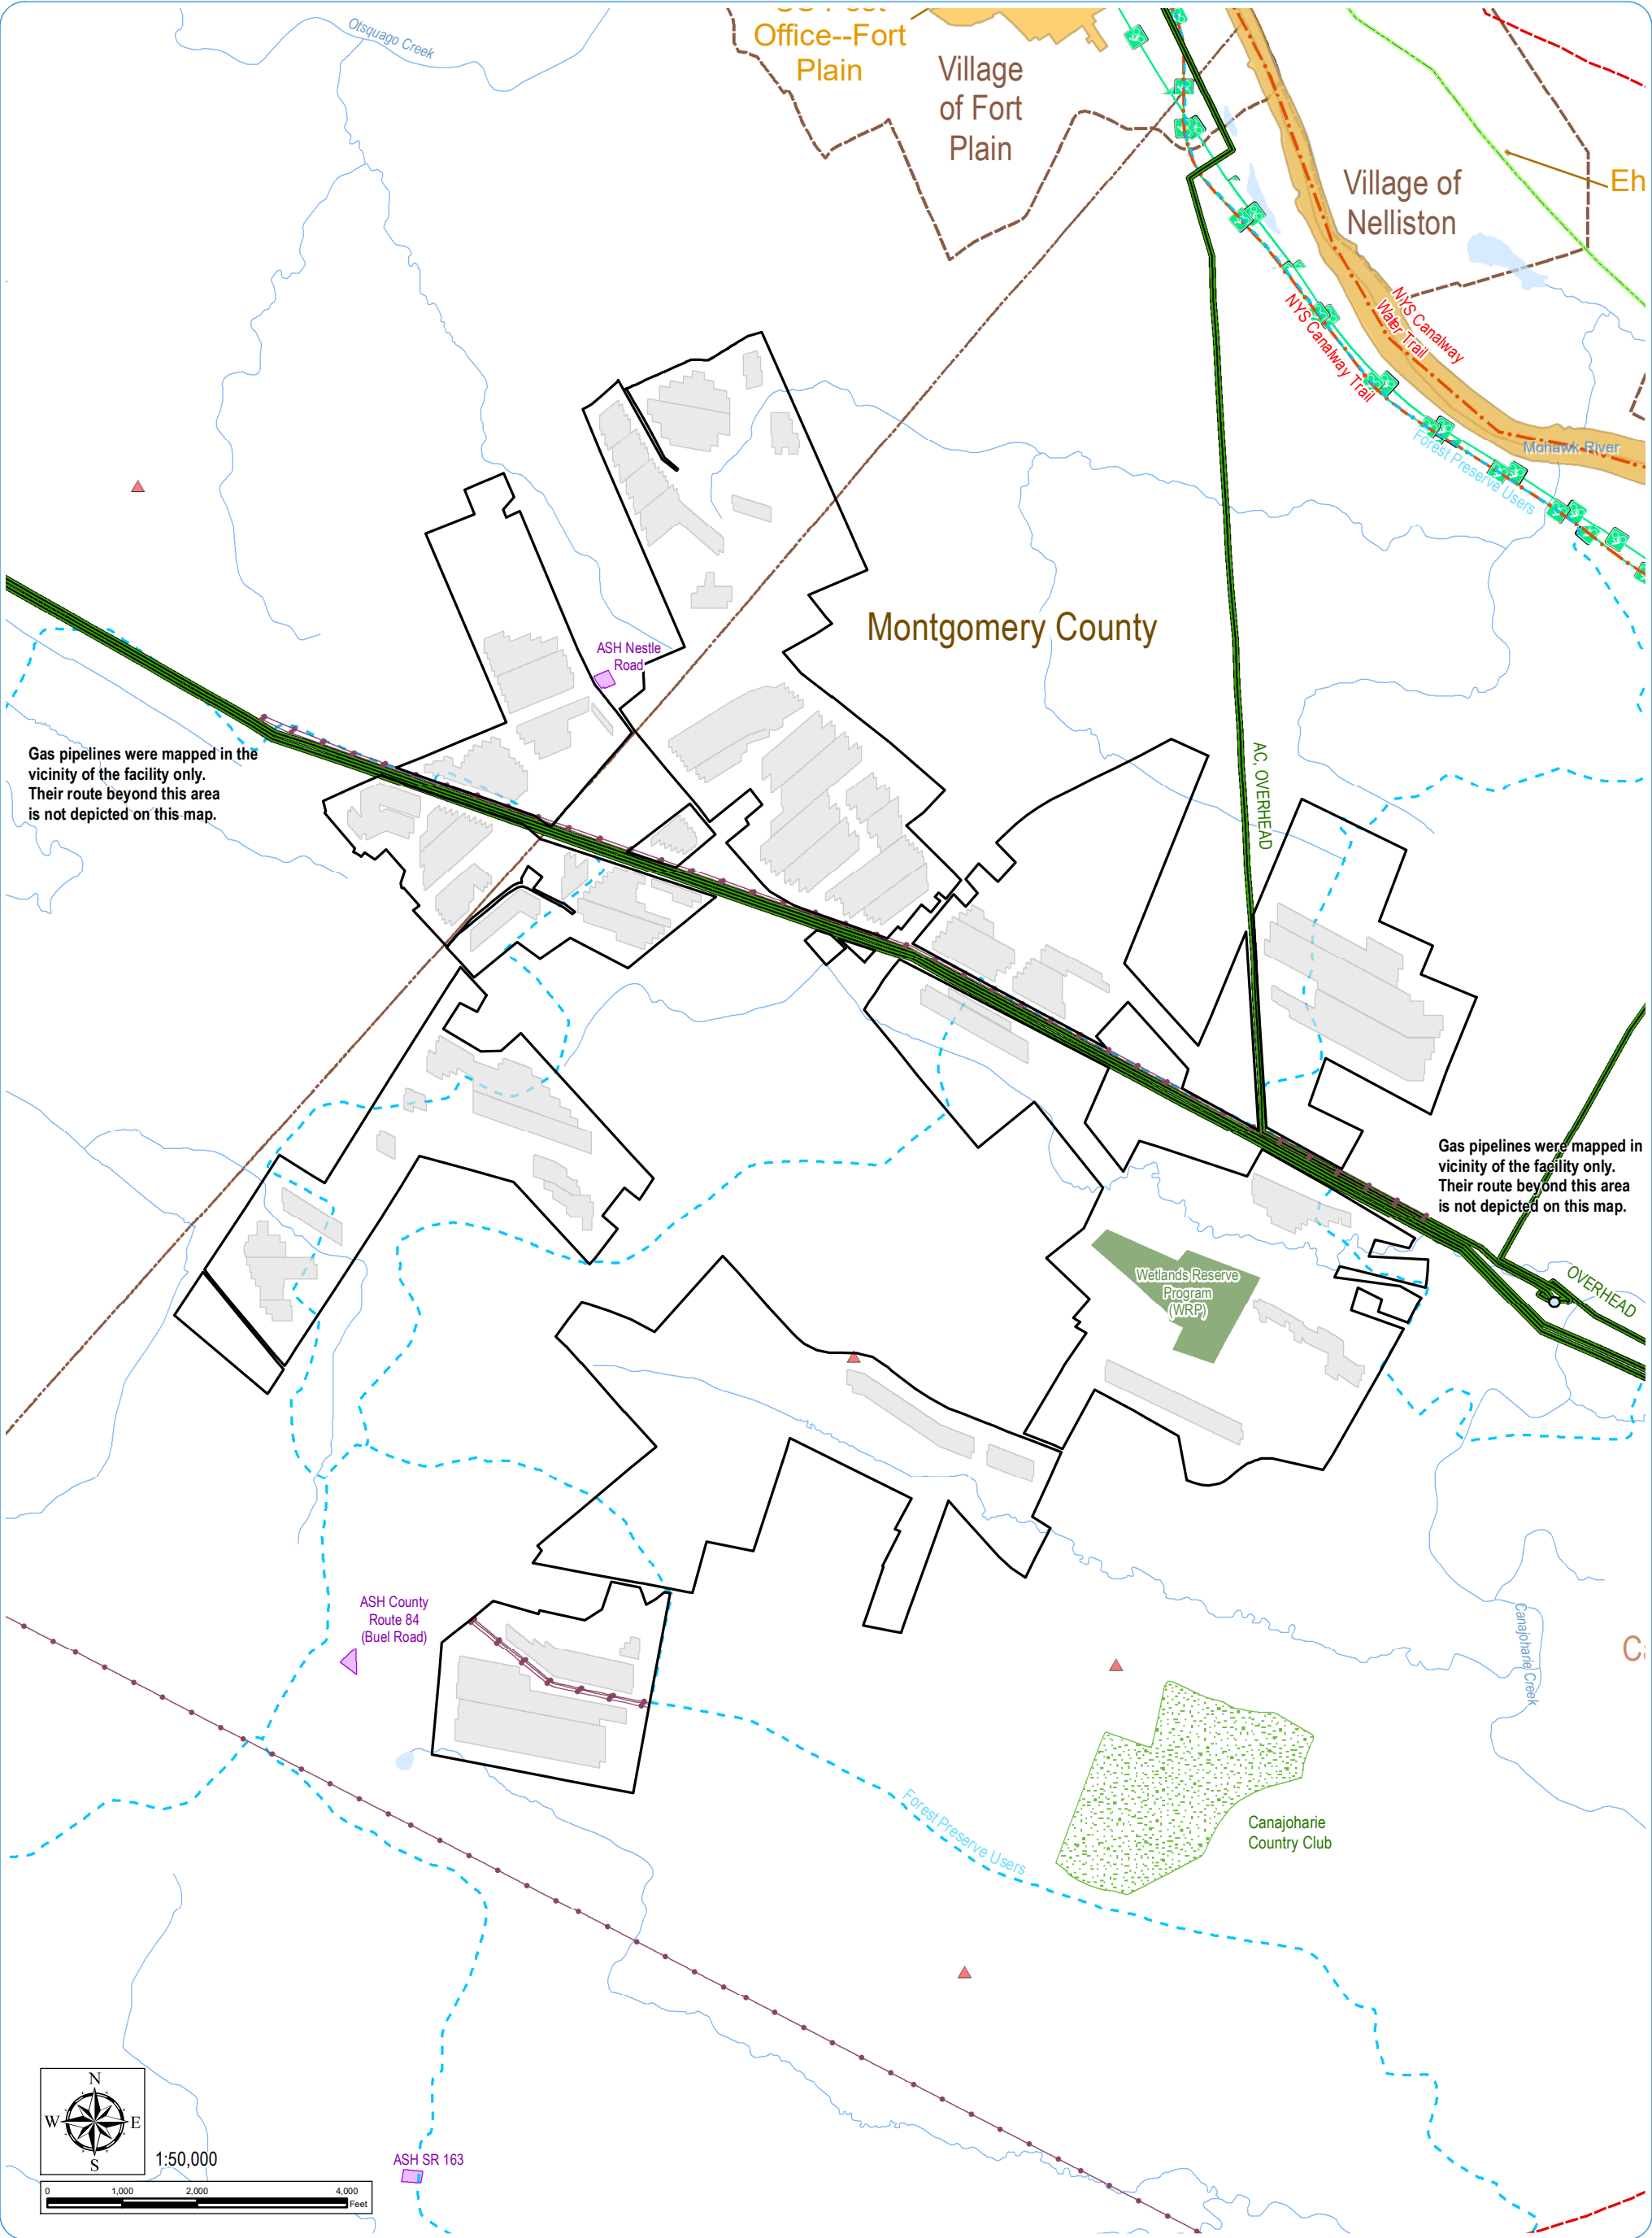 Otsquago Creek
Office--Fort
Plain
Village
of Fort
Plain
Village of
Nelliston
Eh
NYS Canalway
Water Trail
NYS Canalway Trail
Mohawk River
Forest Preserve Users
Montgomery County
ASH Nestle
Road
Gas pipelines were mapped in the
vicinity of the facility only.
Their route beyond this area
is not depicted on this map.
AC, OVERHEAD
Gas pipelines were mapped in
vicinity of the facility only.
Their route beyond this area
is not depicted on this map.
OVERHEAD
Wetlands Reserve
Program
(WRP)
ASH County
Route 84
(Buel Road)
Canajoharie Creek
Forest Preserve Users
Canajoharie
Country Club
N
W E
S
1:50,000
ASH SR 163
0 1,000 2,000 4,000
Feet